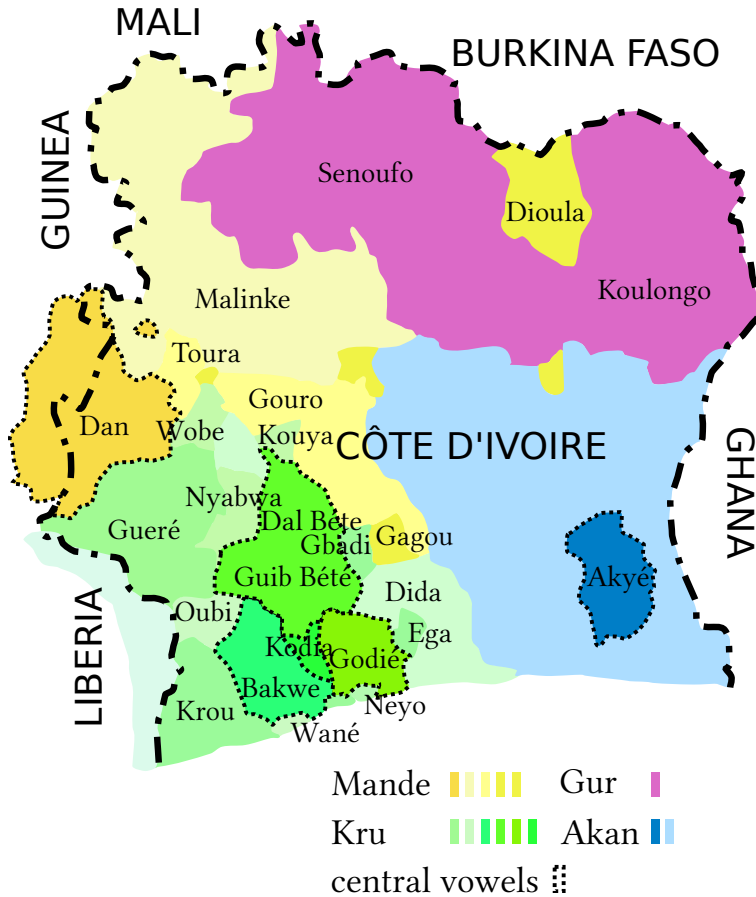 MALI
BURKINA FASO
GUINEA
Senoufo
Dioula
Koulongo
Malinke
Toura
Gouro
Dan
Wobe
Kouya
CÔTE D'IVOIRE
GHANA
Nyabwa
Dal Bété
Gueré
Gbadi
Gagou
Guib Bété
Akyé
Dida
LIBERIA
Oubi
Ega
Kodia
Godié
Bakwe
Krou
Neyo
Wané
Mande
Gur
Kru
Akan
central vowels